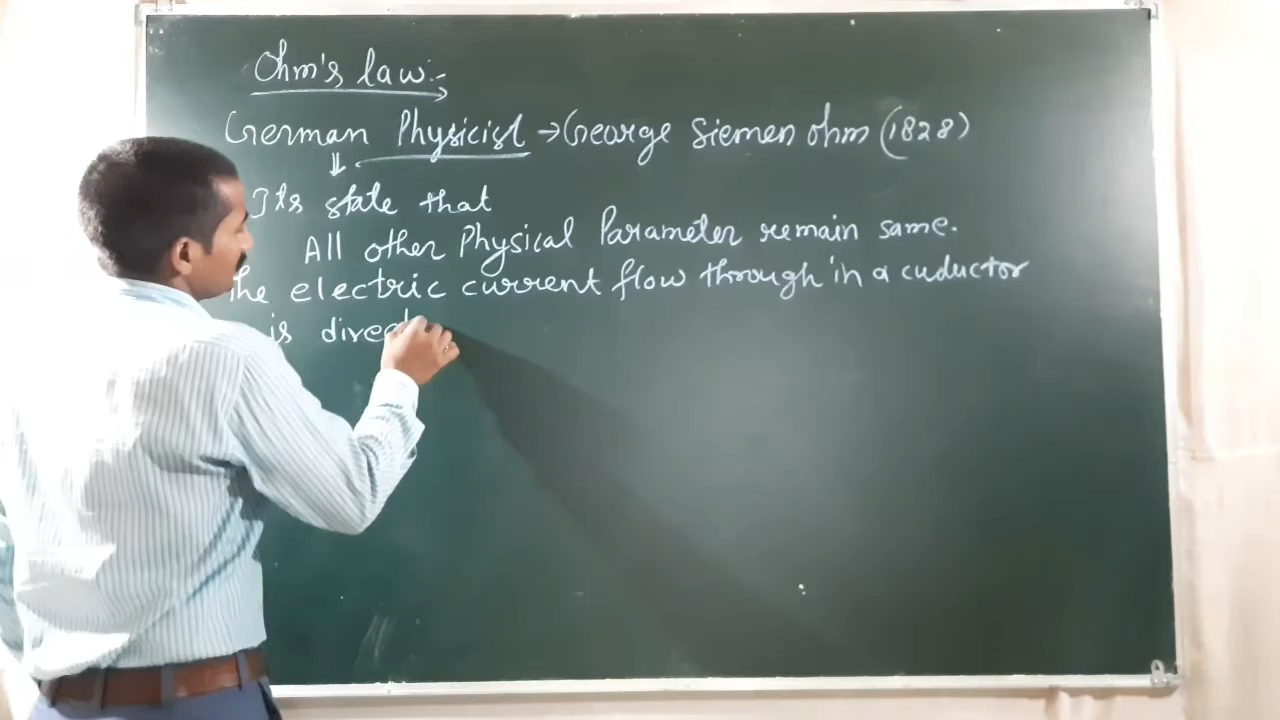 Ohm's law:-
German Physicist → George Siemen ohm (1828)
Its state that
All other Physical Parameter remain same.
The electric current flow through in a cuductor
is direct